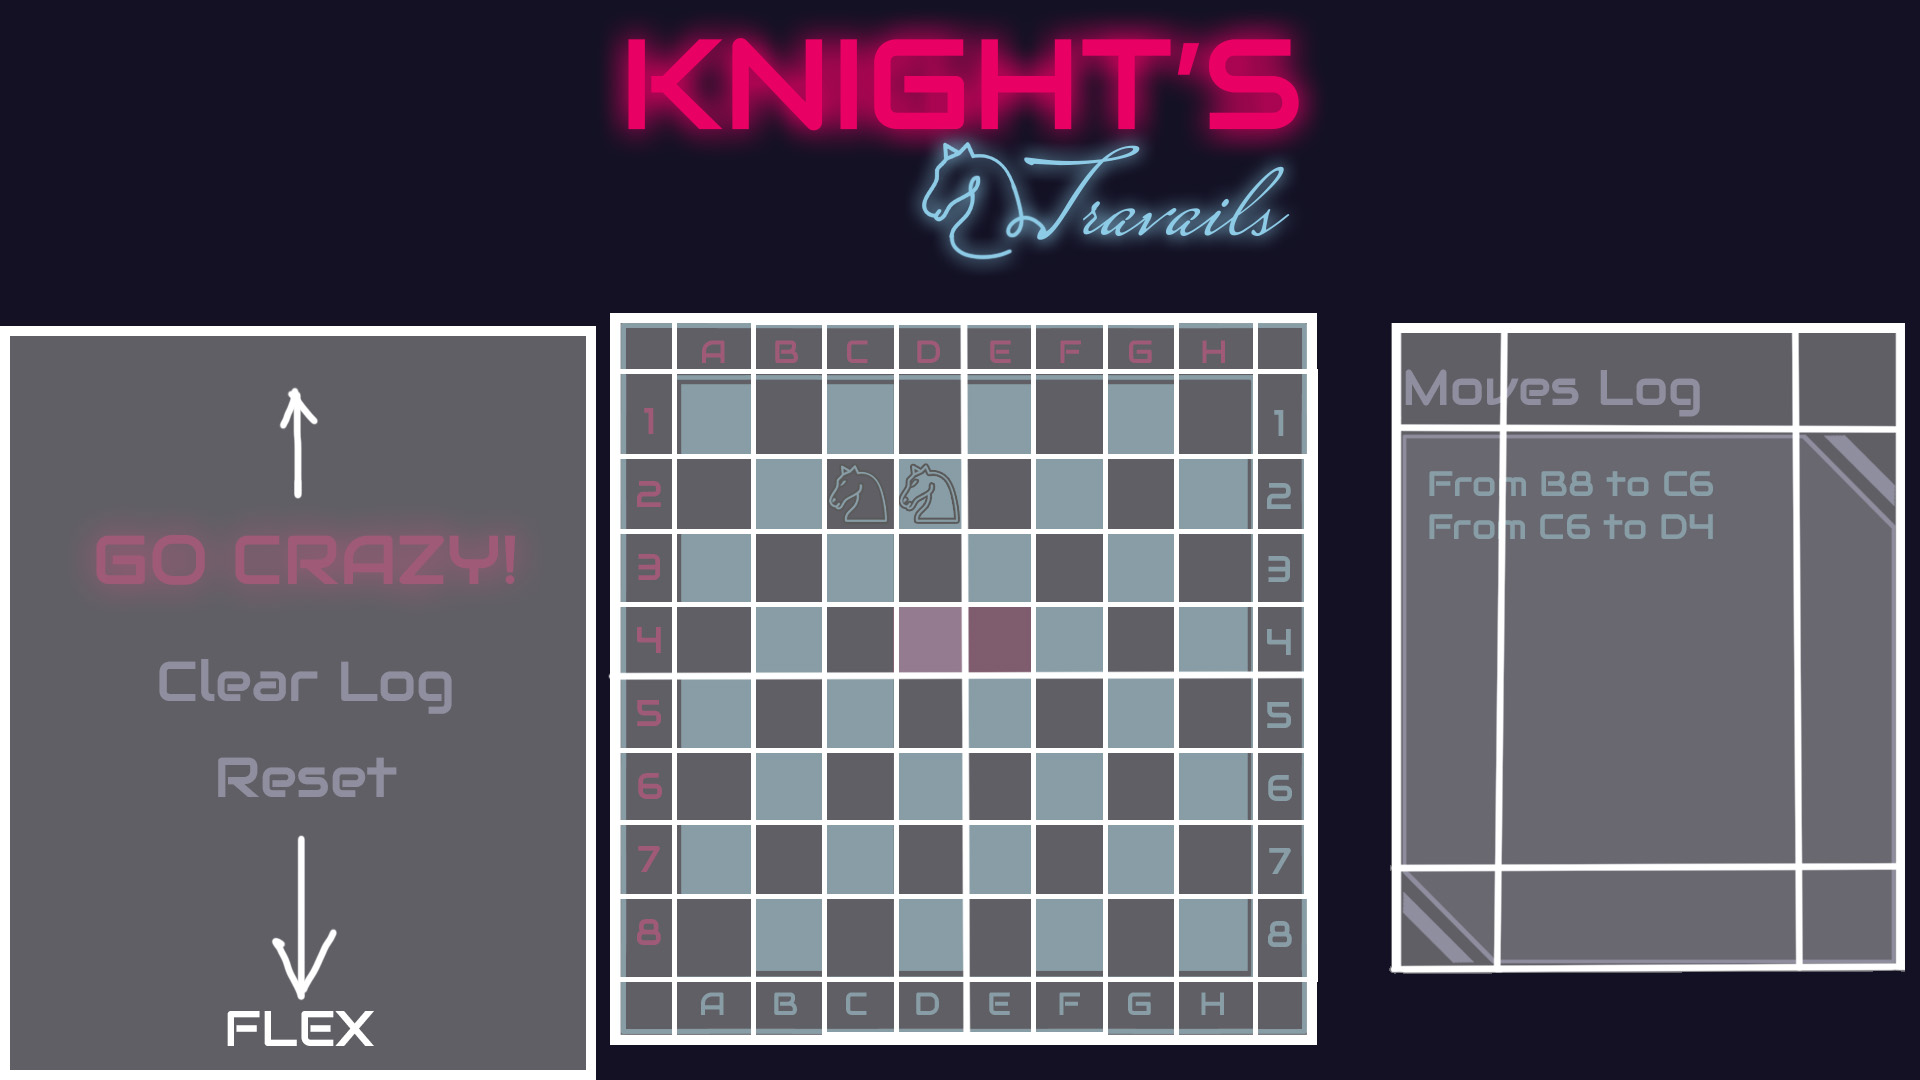 KNIGHT'S
Travails
GO CRAZY!
Clear Log
Reset
FLEX
A B C D E F G H
1 1
2 2
3 3
4 4
5 5
6 6
7 7
8 8
A B C D E F G H
Moves Log
From B8 to C6
From C6 to D4